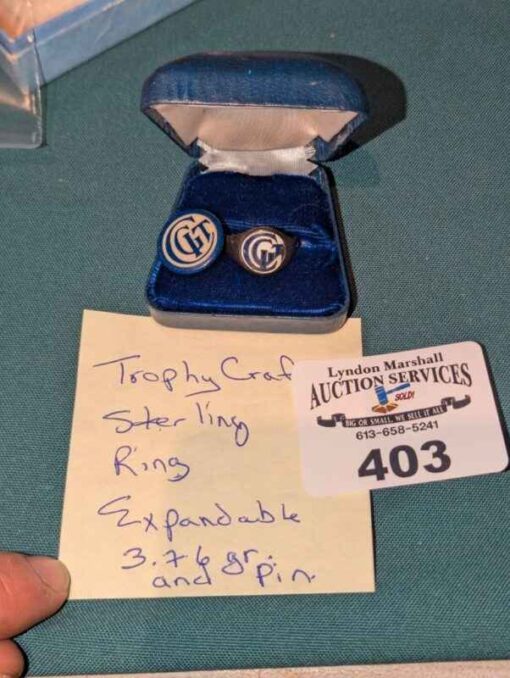 Trophy Craf
Sterling
Ring
Expandable
3.76 gr.
and pin.
Lyndon Marshall
AUCTION SERVICES
SOLD!
BIG OR SMALL, WE SELL IT ALL
613-658-5241
403